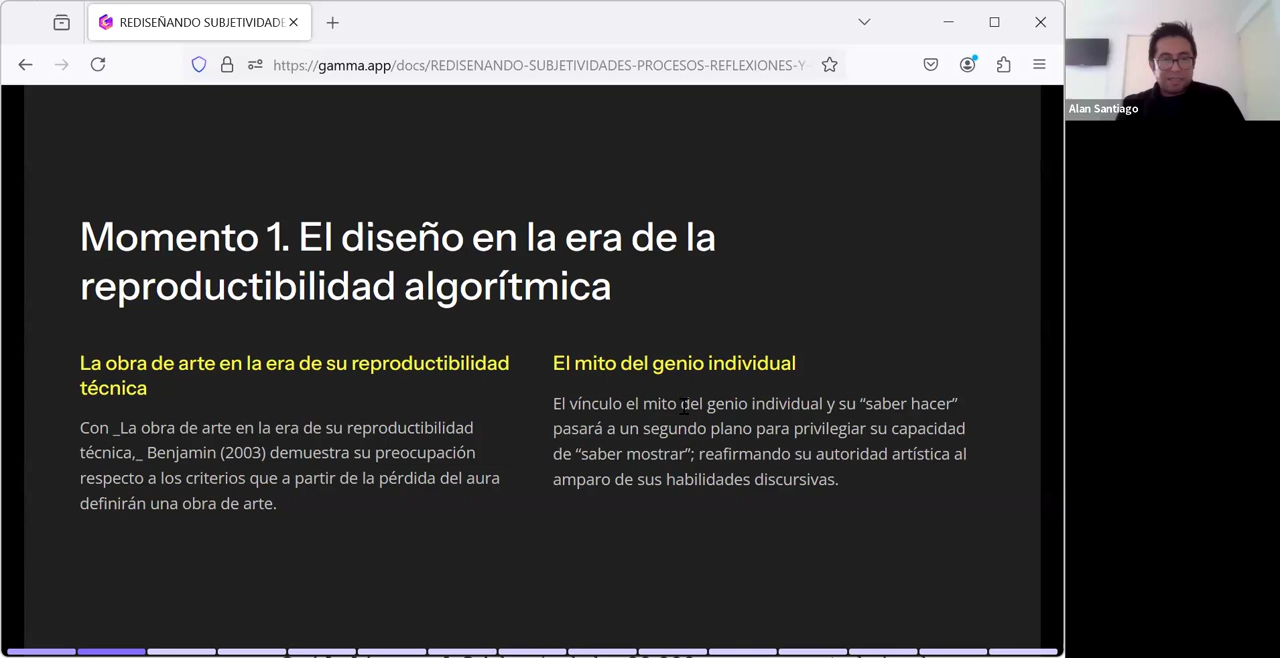 REDISEÑANDO SUBJETIVIDADE
https://gamma.app/docs/REDISENANDO-SUBJETIVIDADES-PROCESOS-REFLEXIONES-Y-
Alan Santiago
Momento 1. El diseño en la era de la
reproductibilidad algorítmica
La obra de arte en la era de su reproductibilidad
técnica
Con _La obra de arte en la era de su reproductibilidad
técnica,_ Benjamin (2003) demuestra su preocupación
respecto a los criterios que a partir de la pérdida del aura
definirán una obra de arte.
El mito del genio individual
El vínculo el mito del genio individual y su “saber hacer”
pasará a un segundo plano para privilegiar su capacidad
de “saber mostrar”; reafirmando su autoridad artística al
amparo de sus habilidades discursivas.